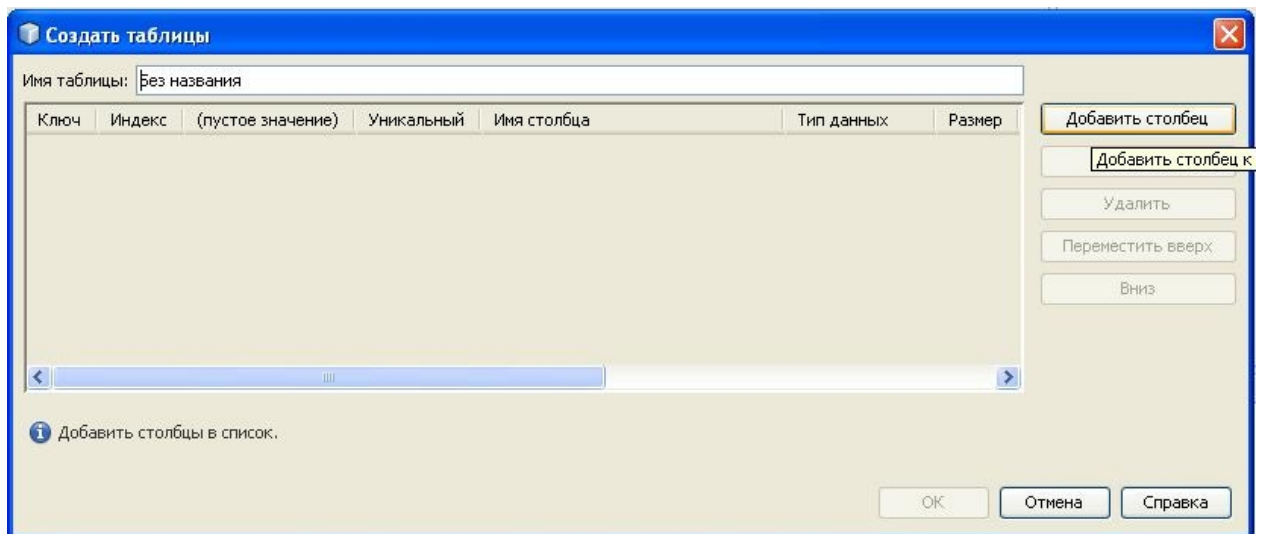 Создать таблицы
Имя таблицы: Без названия
Ключ Индекс (пустое значение) Уникальный Имя столбца Тип данных Размер
Добавить столбец
Добавить столбец к
Удалить
Переместить вверх
Вниз
Добавить столбцы в список.
OK Отмена Справка